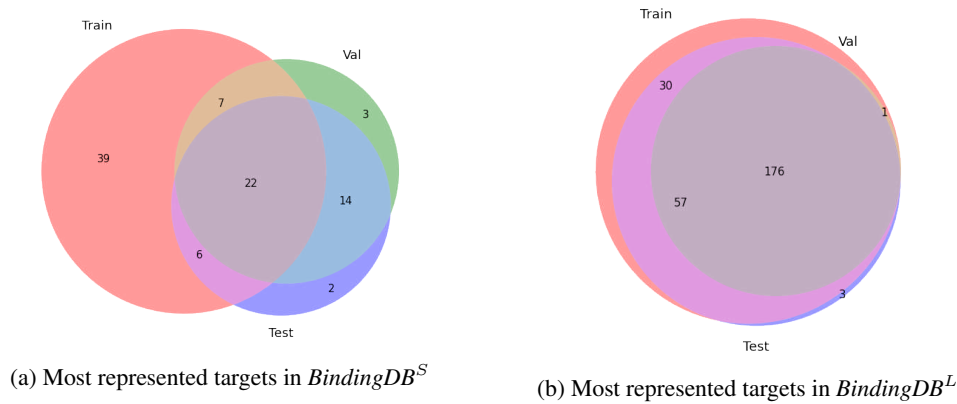 Train
Val
7
3
39
22
14
6
2
Test
(a) Most represented targets in BindingDB^S
Train
Val
30
1
176
57
3
Test
(b) Most represented targets in BindingDB^L